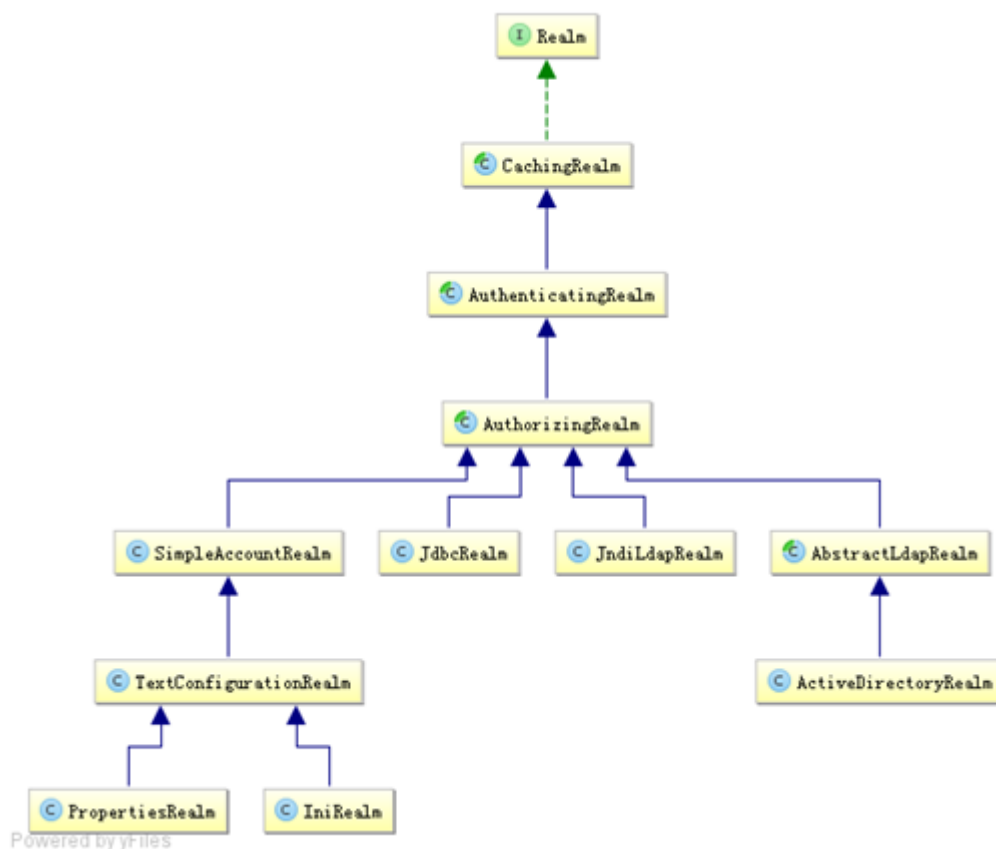 I Realm
C CachingRealm
C AuthenticatingRealm
C AuthorizingRealm
C SimpleAccountRealm
C JdbcRealm
C JndiLdapRealm
C AbstractLdapRealm
C TextConfigurationRealm
C ActiveDirectoryRealm
C PropertiesRealm
C IniRealm
Powered by yFiles